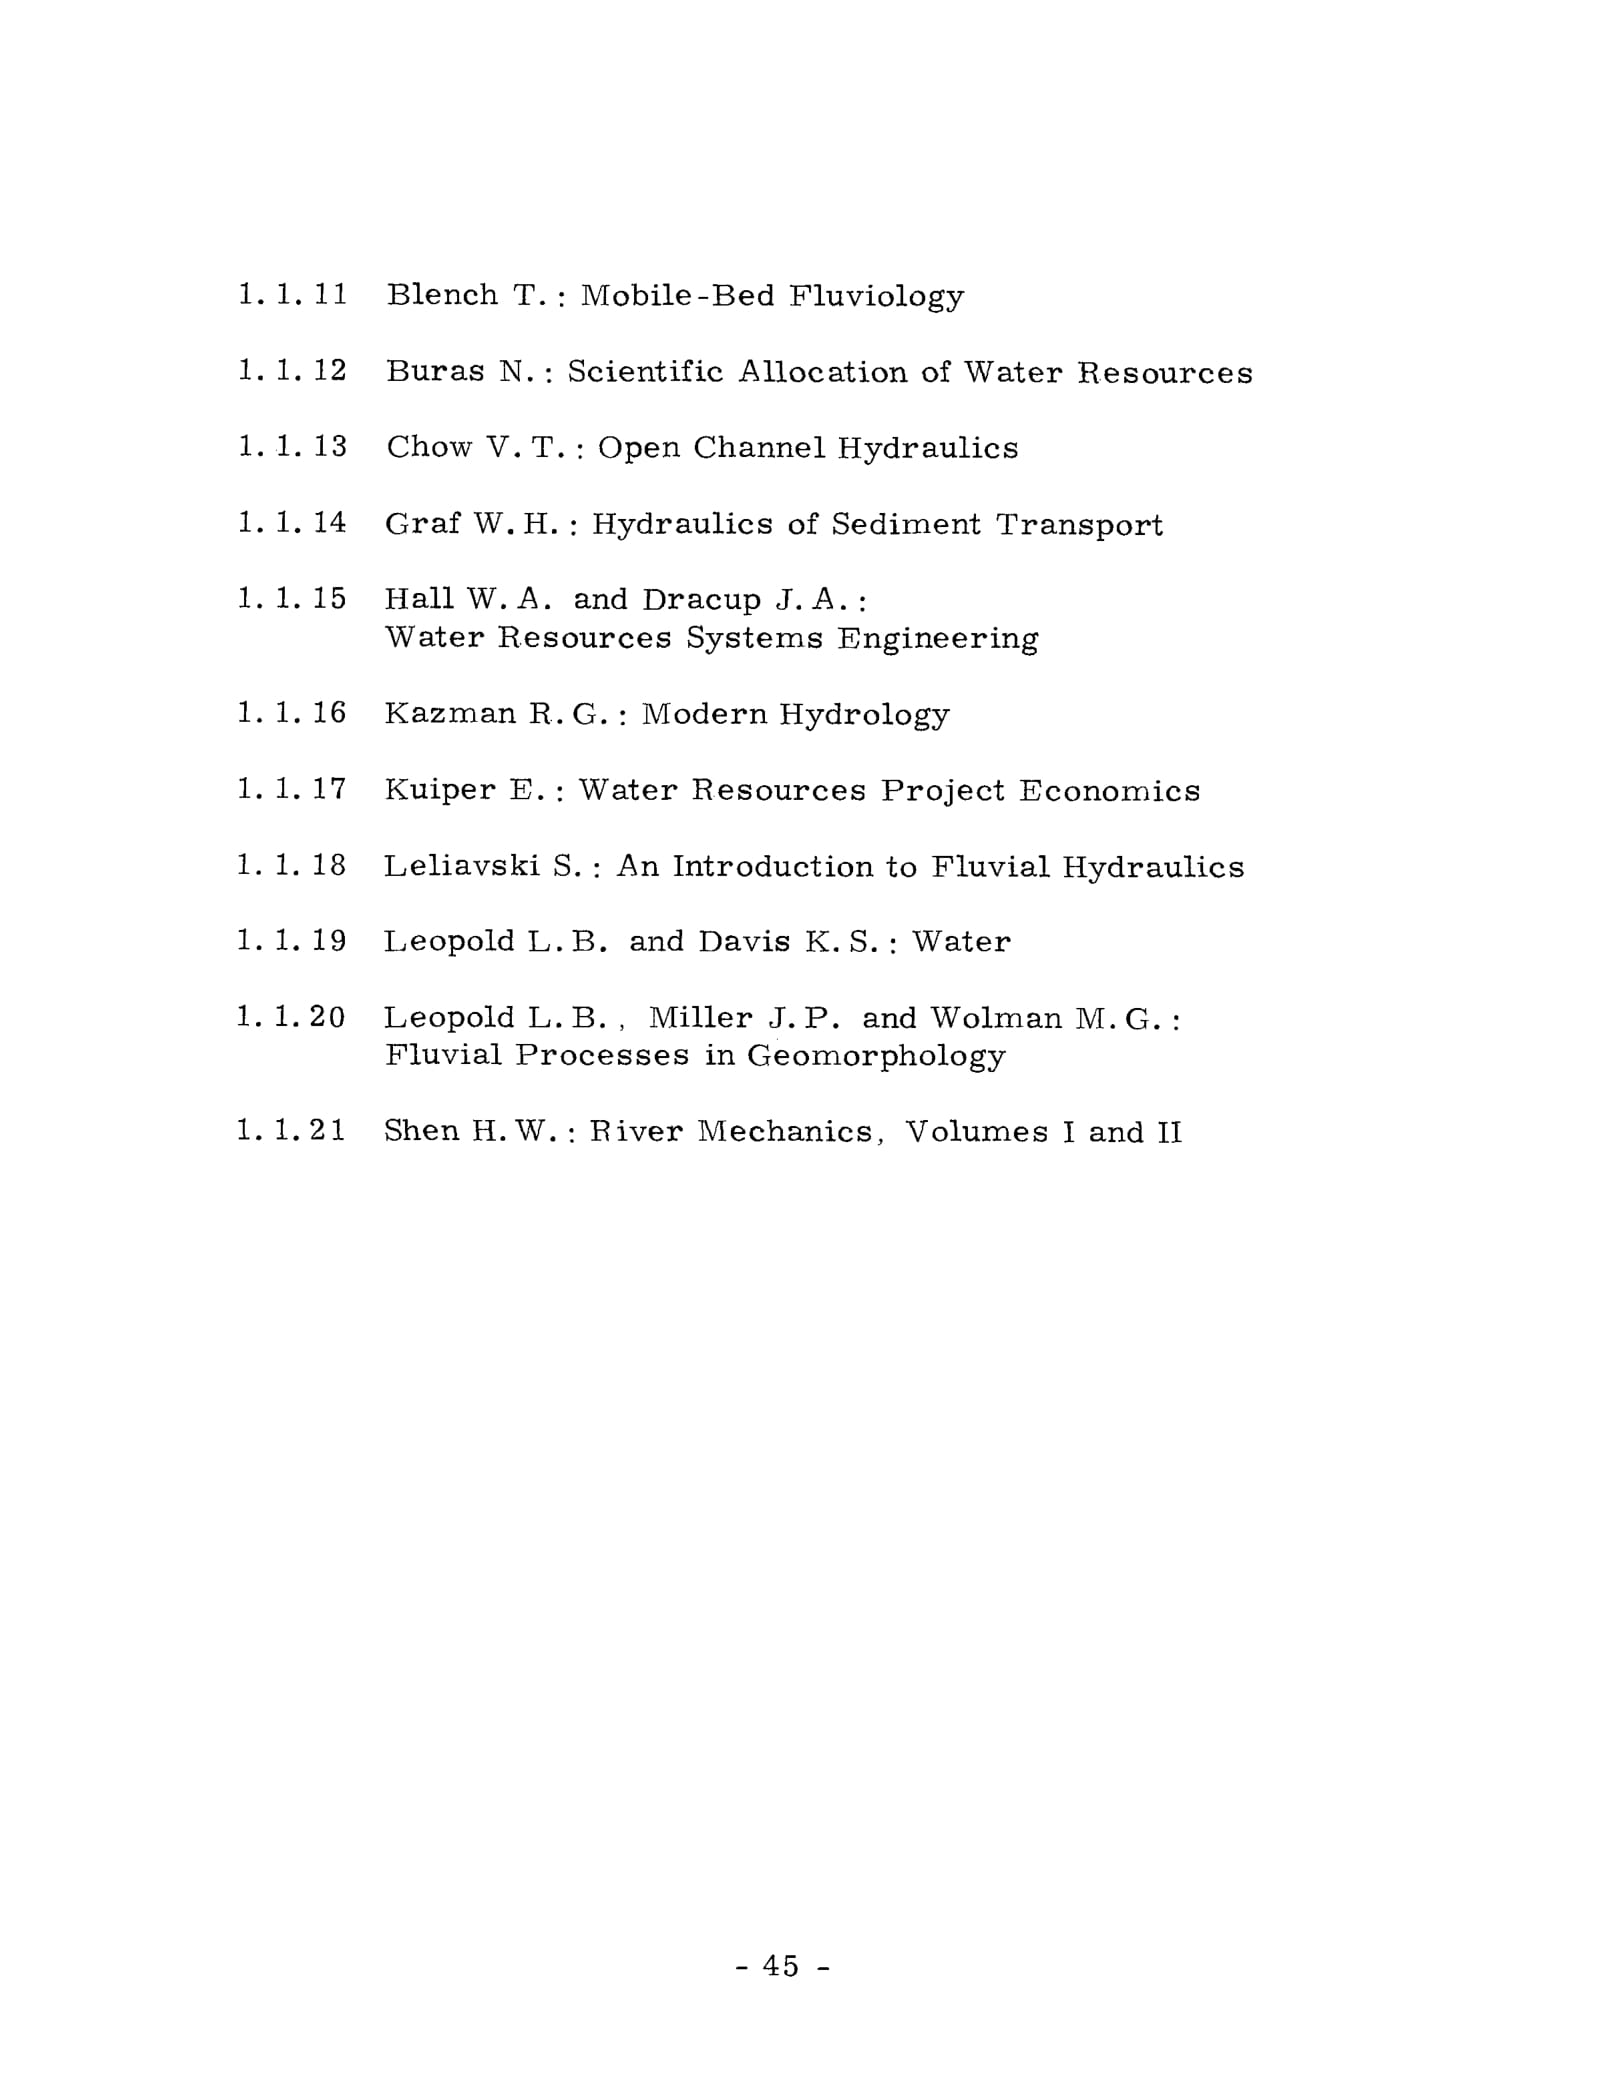 1.1.11 Blench T.: Mobile-Bed Fluviology
1.1.12 Buras N.: Scientific Allocation of Water Resources
1.1.13 Chow V.T.: Open Channel Hydraulics
1.1.14 Graf W.H.: Hydraulics of Sediment Transport
1.1.15 Hall W.A. and Dracup J.A.:
Water Resources Systems Engineering
1.1.16 Kazman R.G.: Modern Hydrology
1.1.17 Kuiper E.: Water Resources Project Economics
1.1.18 Leliavski S.: An Introduction to Fluvial Hydraulics
1.1.19 Leopold L.B. and Davis K.S.: Water
1.1.20 Leopold L.B., Miller J.P. and Wolman M.G.:
Fluvial Processes in Geomorphology
1.1.21 Shen H.W.: River Mechanics, Volumes I and II
- 45 -